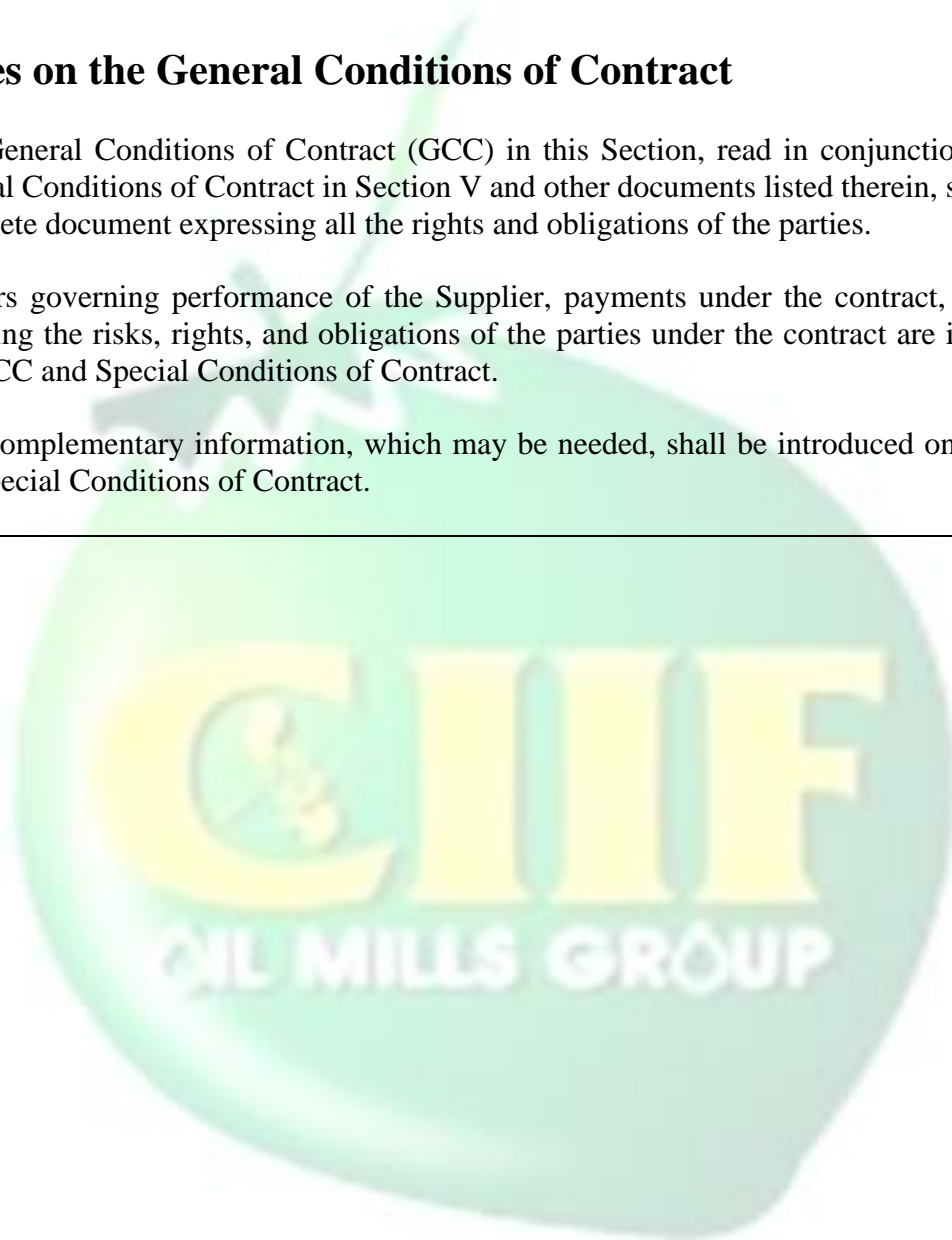 es on the General Conditions of Contract
General Conditions of Contract (GCC) in this Section, read in conjunctio
al Conditions of Contract in Section V and other documents listed therein, s
ete document expressing all the rights and obligations of the parties.
rs governing performance of the Supplier, payments under the contract,
ing the risks, rights, and obligations of the parties under the contract are i
CC and Special Conditions of Contract.
omplementary information, which may be needed, shall be introduced on
pecial Conditions of Contract.
CIIF
OIL MILLS GROUP